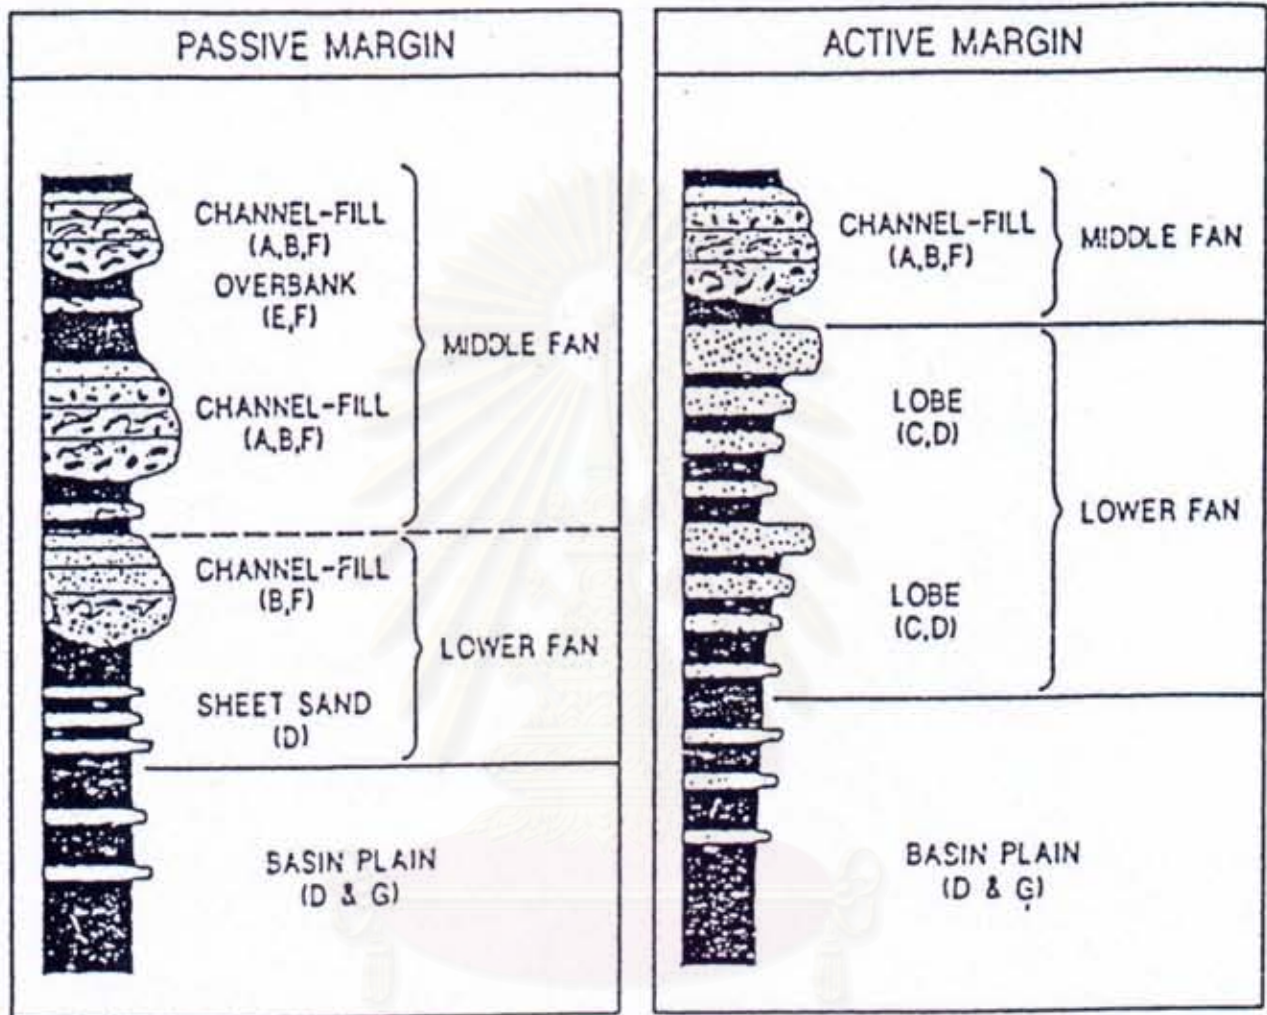 PASSIVE MARGIN
CHANNEL-FILL
(A,B,F)
OVERBANK
(E,F)
MIDDLE FAN
CHANNEL-FILL
(A,B,F)
CHANNEL-FILL
(B,F)
LOWER FAN
SHEET SAND
(D)
BASIN PLAIN
(D & G)
ACTIVE MARGIN
CHANNEL-FILL
(A,B,F)
MIDDLE FAN
LOBE
(C,D)
LOWER FAN
LOBE
(C,D)
BASIN PLAIN
(D & G)